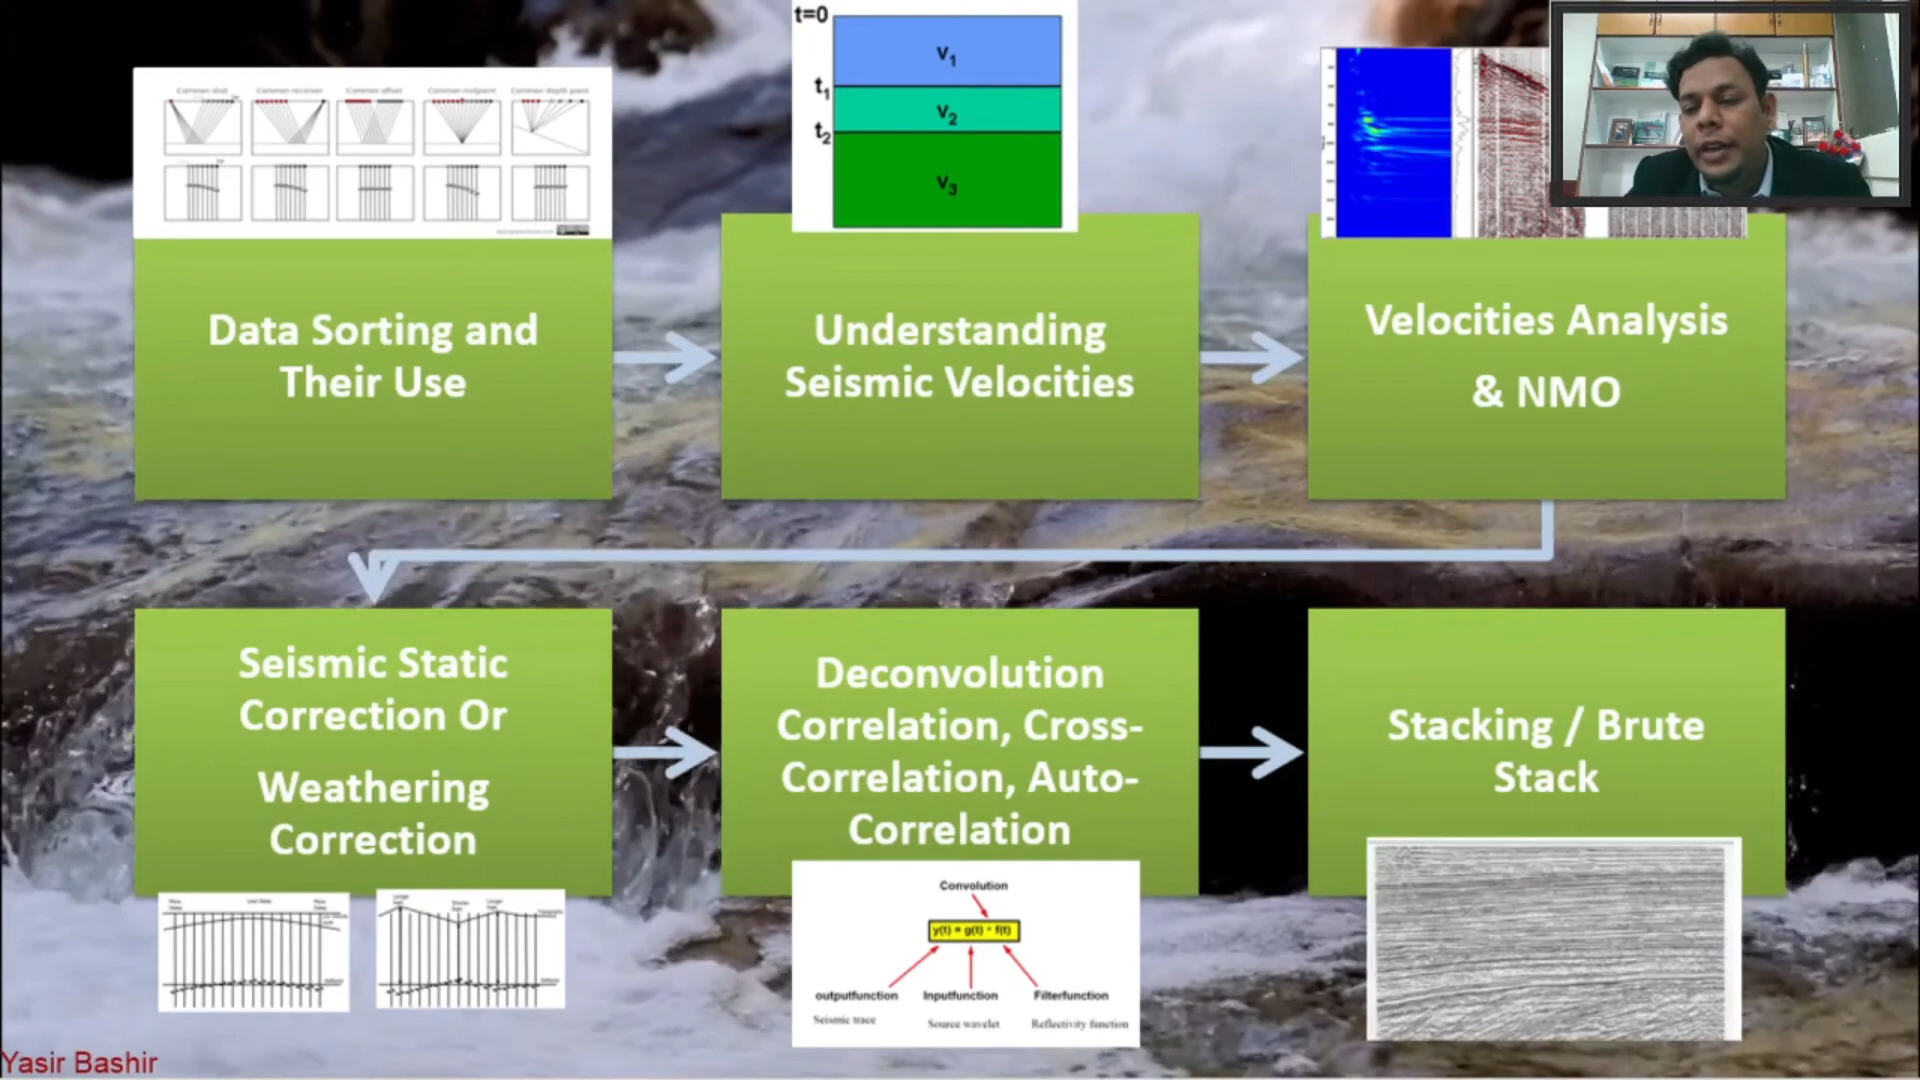 Common shot
Common receiver
Common offset
Common midpoint
Common depth point
t=0
v1
t1
v2
t2
v3
Data Sorting and
Their Use
Understanding
Seismic Velocities
Velocities Analysis
& NMO
Seismic Static
Correction Or
Weathering
Correction
Deconvolution
Correlation, Cross-
Correlation, Auto-
Correlation
Stacking / Brute
Stack
Convolution
y(t) = g(t) * f(t)
outputfunction
Inputfunction
Filterfunction
Seismic trace
Source wavelet
Reflectivity function
Yasir Bashir